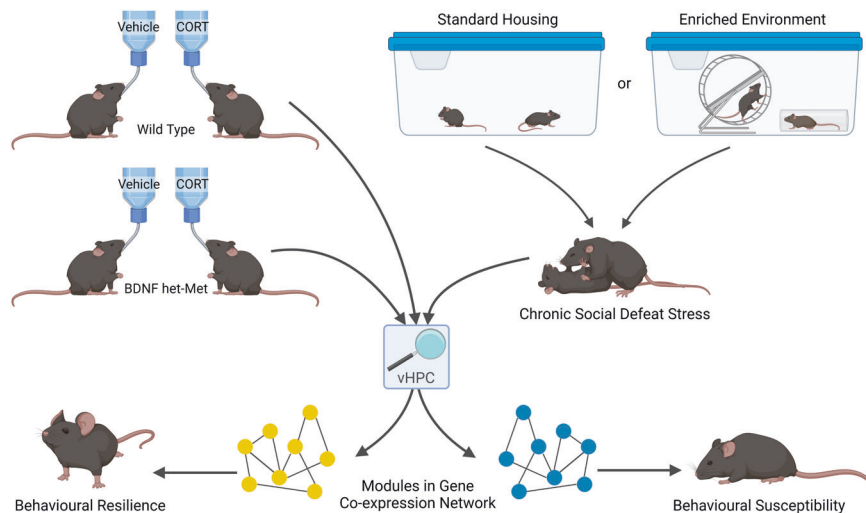 Vehicle CORT
Wild Type
Vehicle CORT
BDNF het-Met
Standard Housing
or
Enriched Environment
Chronic Social Defeat Stress
vHPC
Modules in Gene
Co-expression Network
Behavioural Resilience
Behavioural Susceptibility